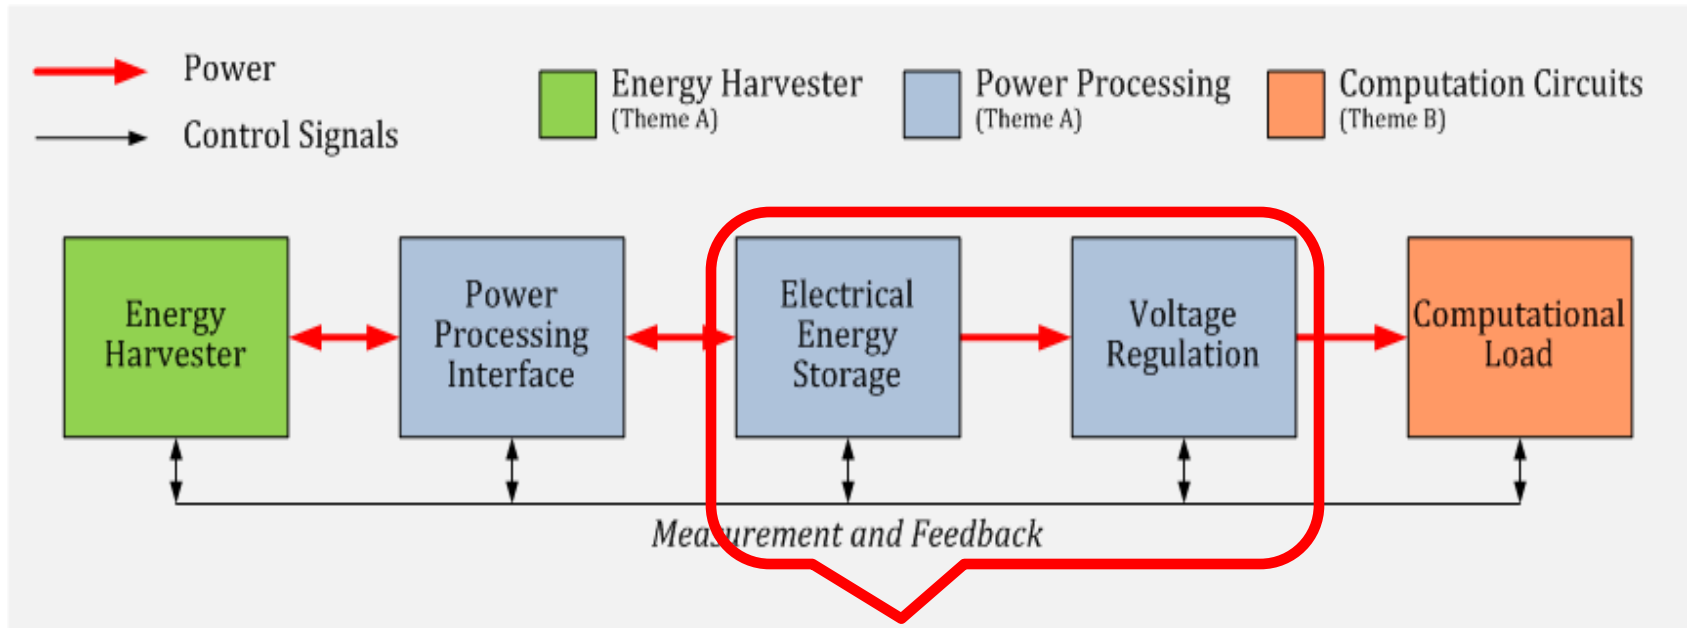 Power
Control Signals
Energy Harvester
(Theme A)
Power Processing
(Theme A)
Computation Circuits
(Theme B)
Energy
Harvester
Power
Processing
Interface
Electrical
Energy
Storage
Voltage
Regulation
Computational
Load
Measurement and Feedback